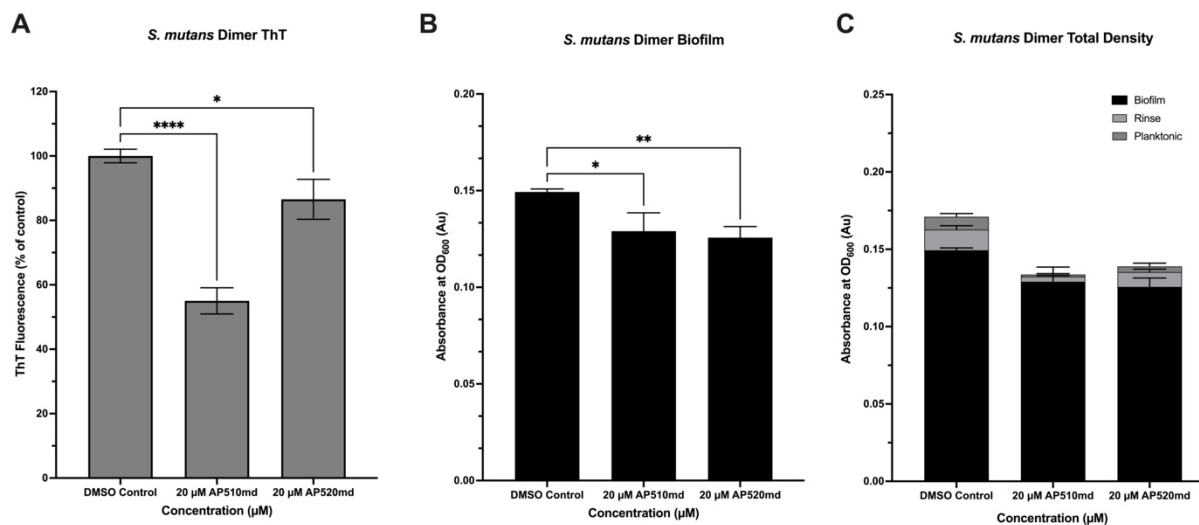 A
S. mutans Dimer ThT
120
100
80
60
40
20
0
ThT Fluorescence (% of control)
*
****
DMSO Control
20 µM AP510md
20 µM AP520md
Concentration (µM)
B
S. mutans Dimer Biofilm
0.20
0.15
0.10
0.05
0.00
Absorbance at OD600 (Au)
**
*
DMSO Control
20 µM AP510md
20 µM AP520md
Concentration (µM)
C
S. mutans Dimer Total Density
0.25
0.20
0.15
0.10
0.05
0.00
Absorbance at OD600 (Au)
Biofilm
Rinse
Planktonic
DMSO Control
20 µM AP510md
20 µM AP520md
Concentration (µM)